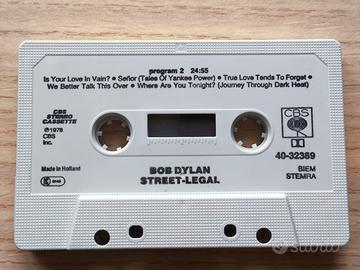 program 2 24:55
Is Your Love In Vain? • Señor (Tales Of Yankee Power) • True Love Tends To Forget •
We Better Talk This Over • Where Are You Tonight? (Journey Through Dark Heat)
CBS
STEREO
CASSETTE
℗1978
CBS
Inc.
CBS
40-32389
Made in Holland
BIEM
STEMRA
BOB DYLAN
STREET-LEGAL
subito